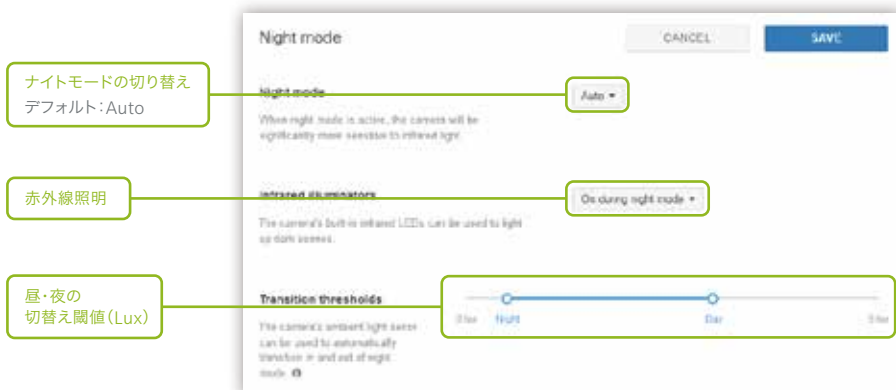 Night mode
CANCEL
SAVE
ナイトモードの切り替え
デフォルト：Auto
Night mode
Auto
When night mode is active, the camera will be
significantly more sensitive to infrared light.
赤外線照明
Infrared illuminators
On during night mode
The camera's built-in infrared LEDs can be used to light
up dark scenes.
昼・夜の
切替え閾値（Lux）
Transition thresholds
0 lux
Night
Day
5 lux
The camera's ambient light sensor
can be used to automatically
transition in and out of night
mode.